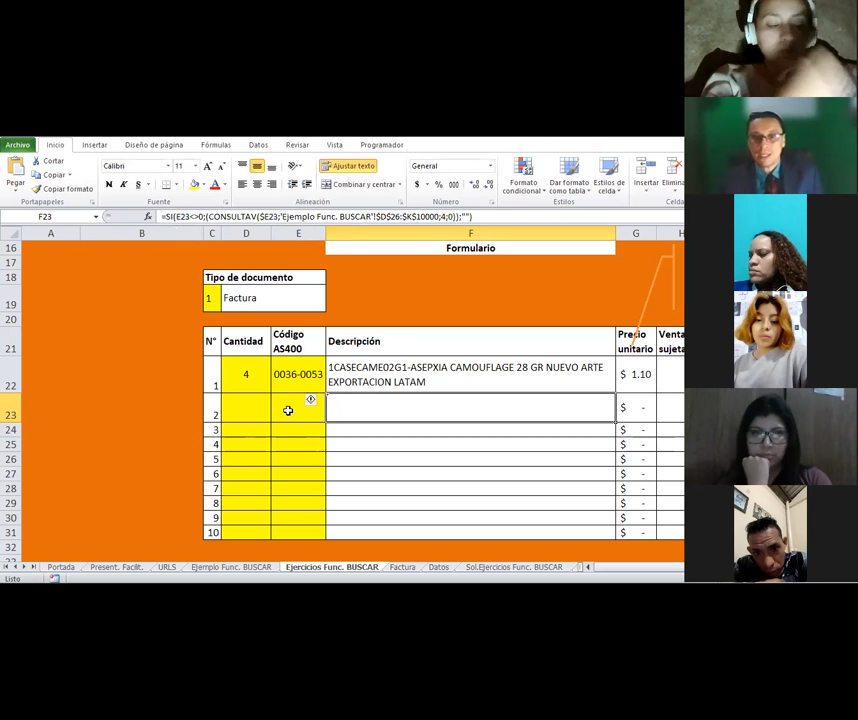 Archivo Inicio Insertar Diseño de página Fórmulas Datos Revisar Vista Programador
Pegar
Cortar
Copiar
Copiar formato
Portapapeles
Calibri 11
N K S
Fuente
Ajustar texto
Combinar y centrar
Alineación
General
Número
Formato condicional
Dar formato como tabla
Estilos de celda
Estilos
Insertar Elimina
Celda
F23 fx =SI(E23<>0;(CONSULTAV($E23;'Ejemplo Func. BUSCAR'!$D$26:$K$10000;4;0));"")
A B C D E F G H
16 Formulario
17
18 Tipo de documento
19 1 Factura
20
21 N° Cantidad Código AS400 Descripción Precio unitario Venta sujeta
22 1 4 0036-0053 1CASECAME02G1-ASEPXIA CAMOUFLAGE 28 GR NUEVO ARTE
EXPORTACION LATAM $ 1.10
23 2 $ -
24 3 $ -
25 4 $ -
26 5 $ -
27 6 $ -
28 7 $ -
29 8 $ -
30 9 $ -
31 10 $ -
32
Portada Present. Facilit. URLS Ejemplo Func. BUSCAR Ejercicios Func. BUSCAR Factura Datos Sol.Ejercicios Func. BUSCAR
Listo